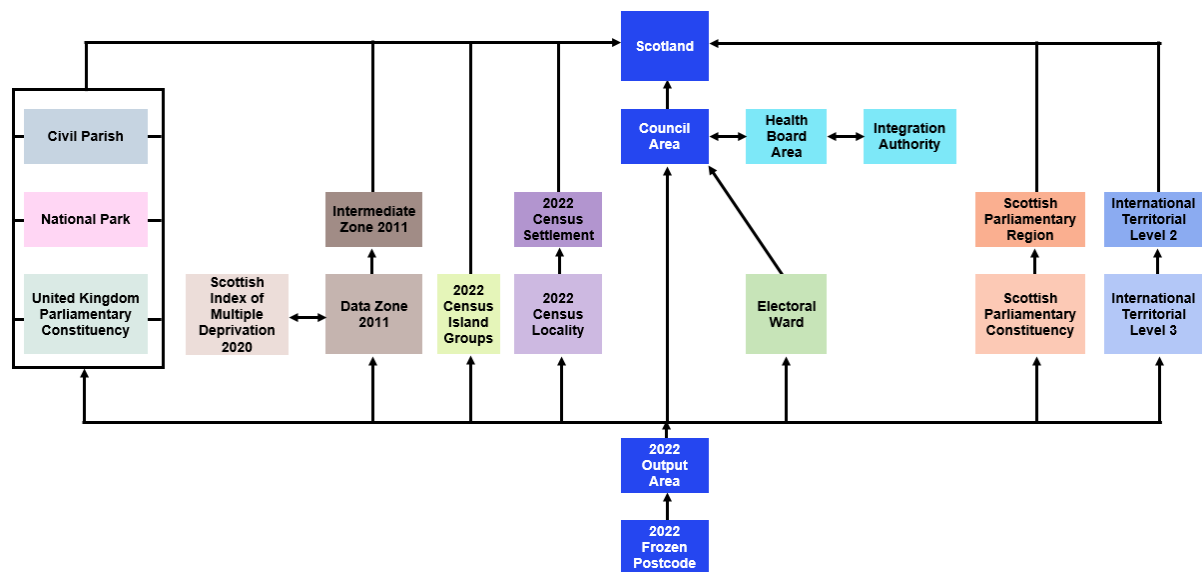 Scotland
Civil Parish
Council
Area
Health
Board
Area
Integration
Authority
National Park
Intermediate
Zone 2011
2022
Census
Settlement
Scottish
Parliamentary
Region
International
Territorial
Level 2
United Kingdom
Parliamentary
Constituency
Scottish
Index of
Multiple
Deprivation
2020
Data Zone
2011
2022
Census
Island
Groups
2022
Census
Locality
Electoral
Ward
Scottish
Parliamentary
Constituency
International
Territorial
Level 3
2022
Output
Area
2022
Frozen
Postcode